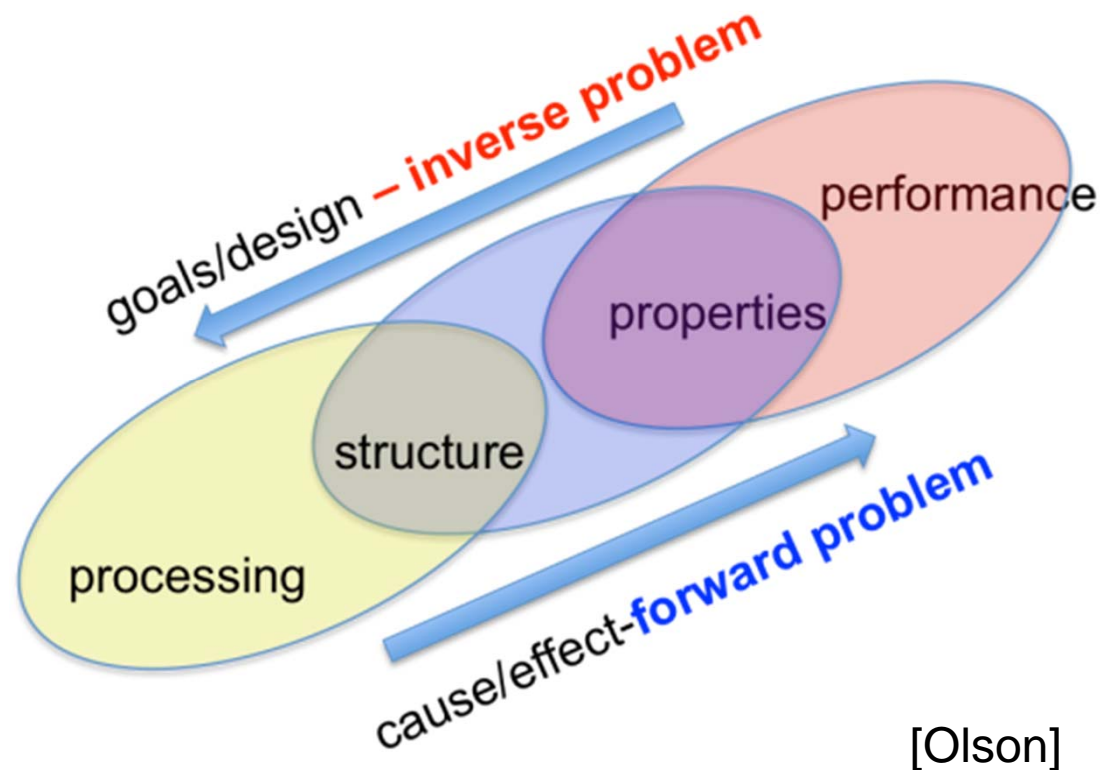 goals/design – inverse problem
performance
properties
structure
processing
cause/effect-forward problem
[Olson]